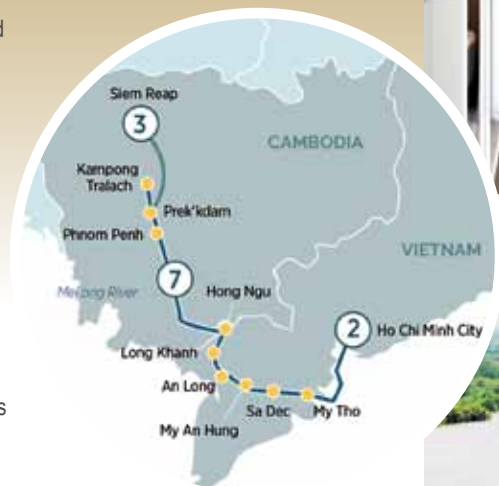 d
Siem Reap
3
CAMBODIA
Kampong
Tralach
Prek'kdam
Phnom Penh
VIETNAM
7
Mekong River
Hong Ngu
2
Ho Chi Minh City
Long Khanh
An Long
s
Sa Dec
My Tho
My An Hung